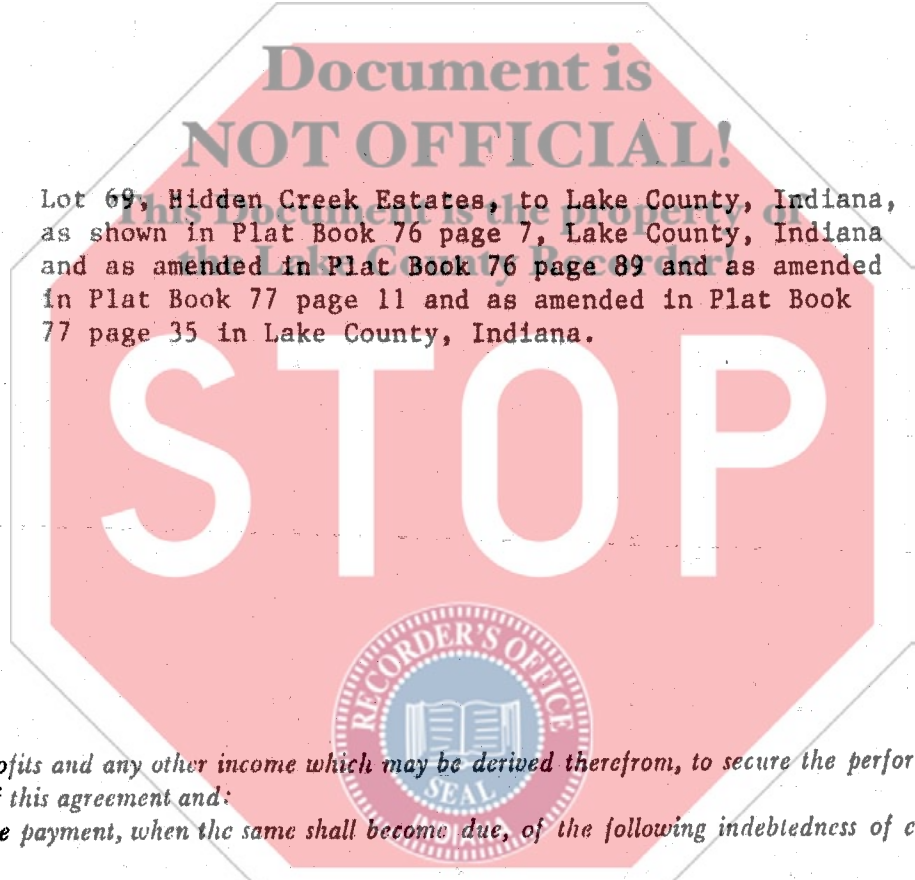 Document is
NOT OFFICIAL!
This Document is the property of
the Lake County Recorder!
Lot 69, Hidden Creek Estates, to Lake County, Indiana,
as shown in Plat Book 76 page 7, Lake County, Indiana
and as amended in Plat Book 76 page 89 and as amended
in Plat Book 77 page 11 and as amended in Plat Book
77 page 35 in Lake County, Indiana.
STOP
RECORDER'S OFFICE
SEAL
INDIANA
ofits and any other income which may be derived therefrom, to secure the perfor
this agreement and:
e payment, when the same shall become due, of the following indebtedness of e